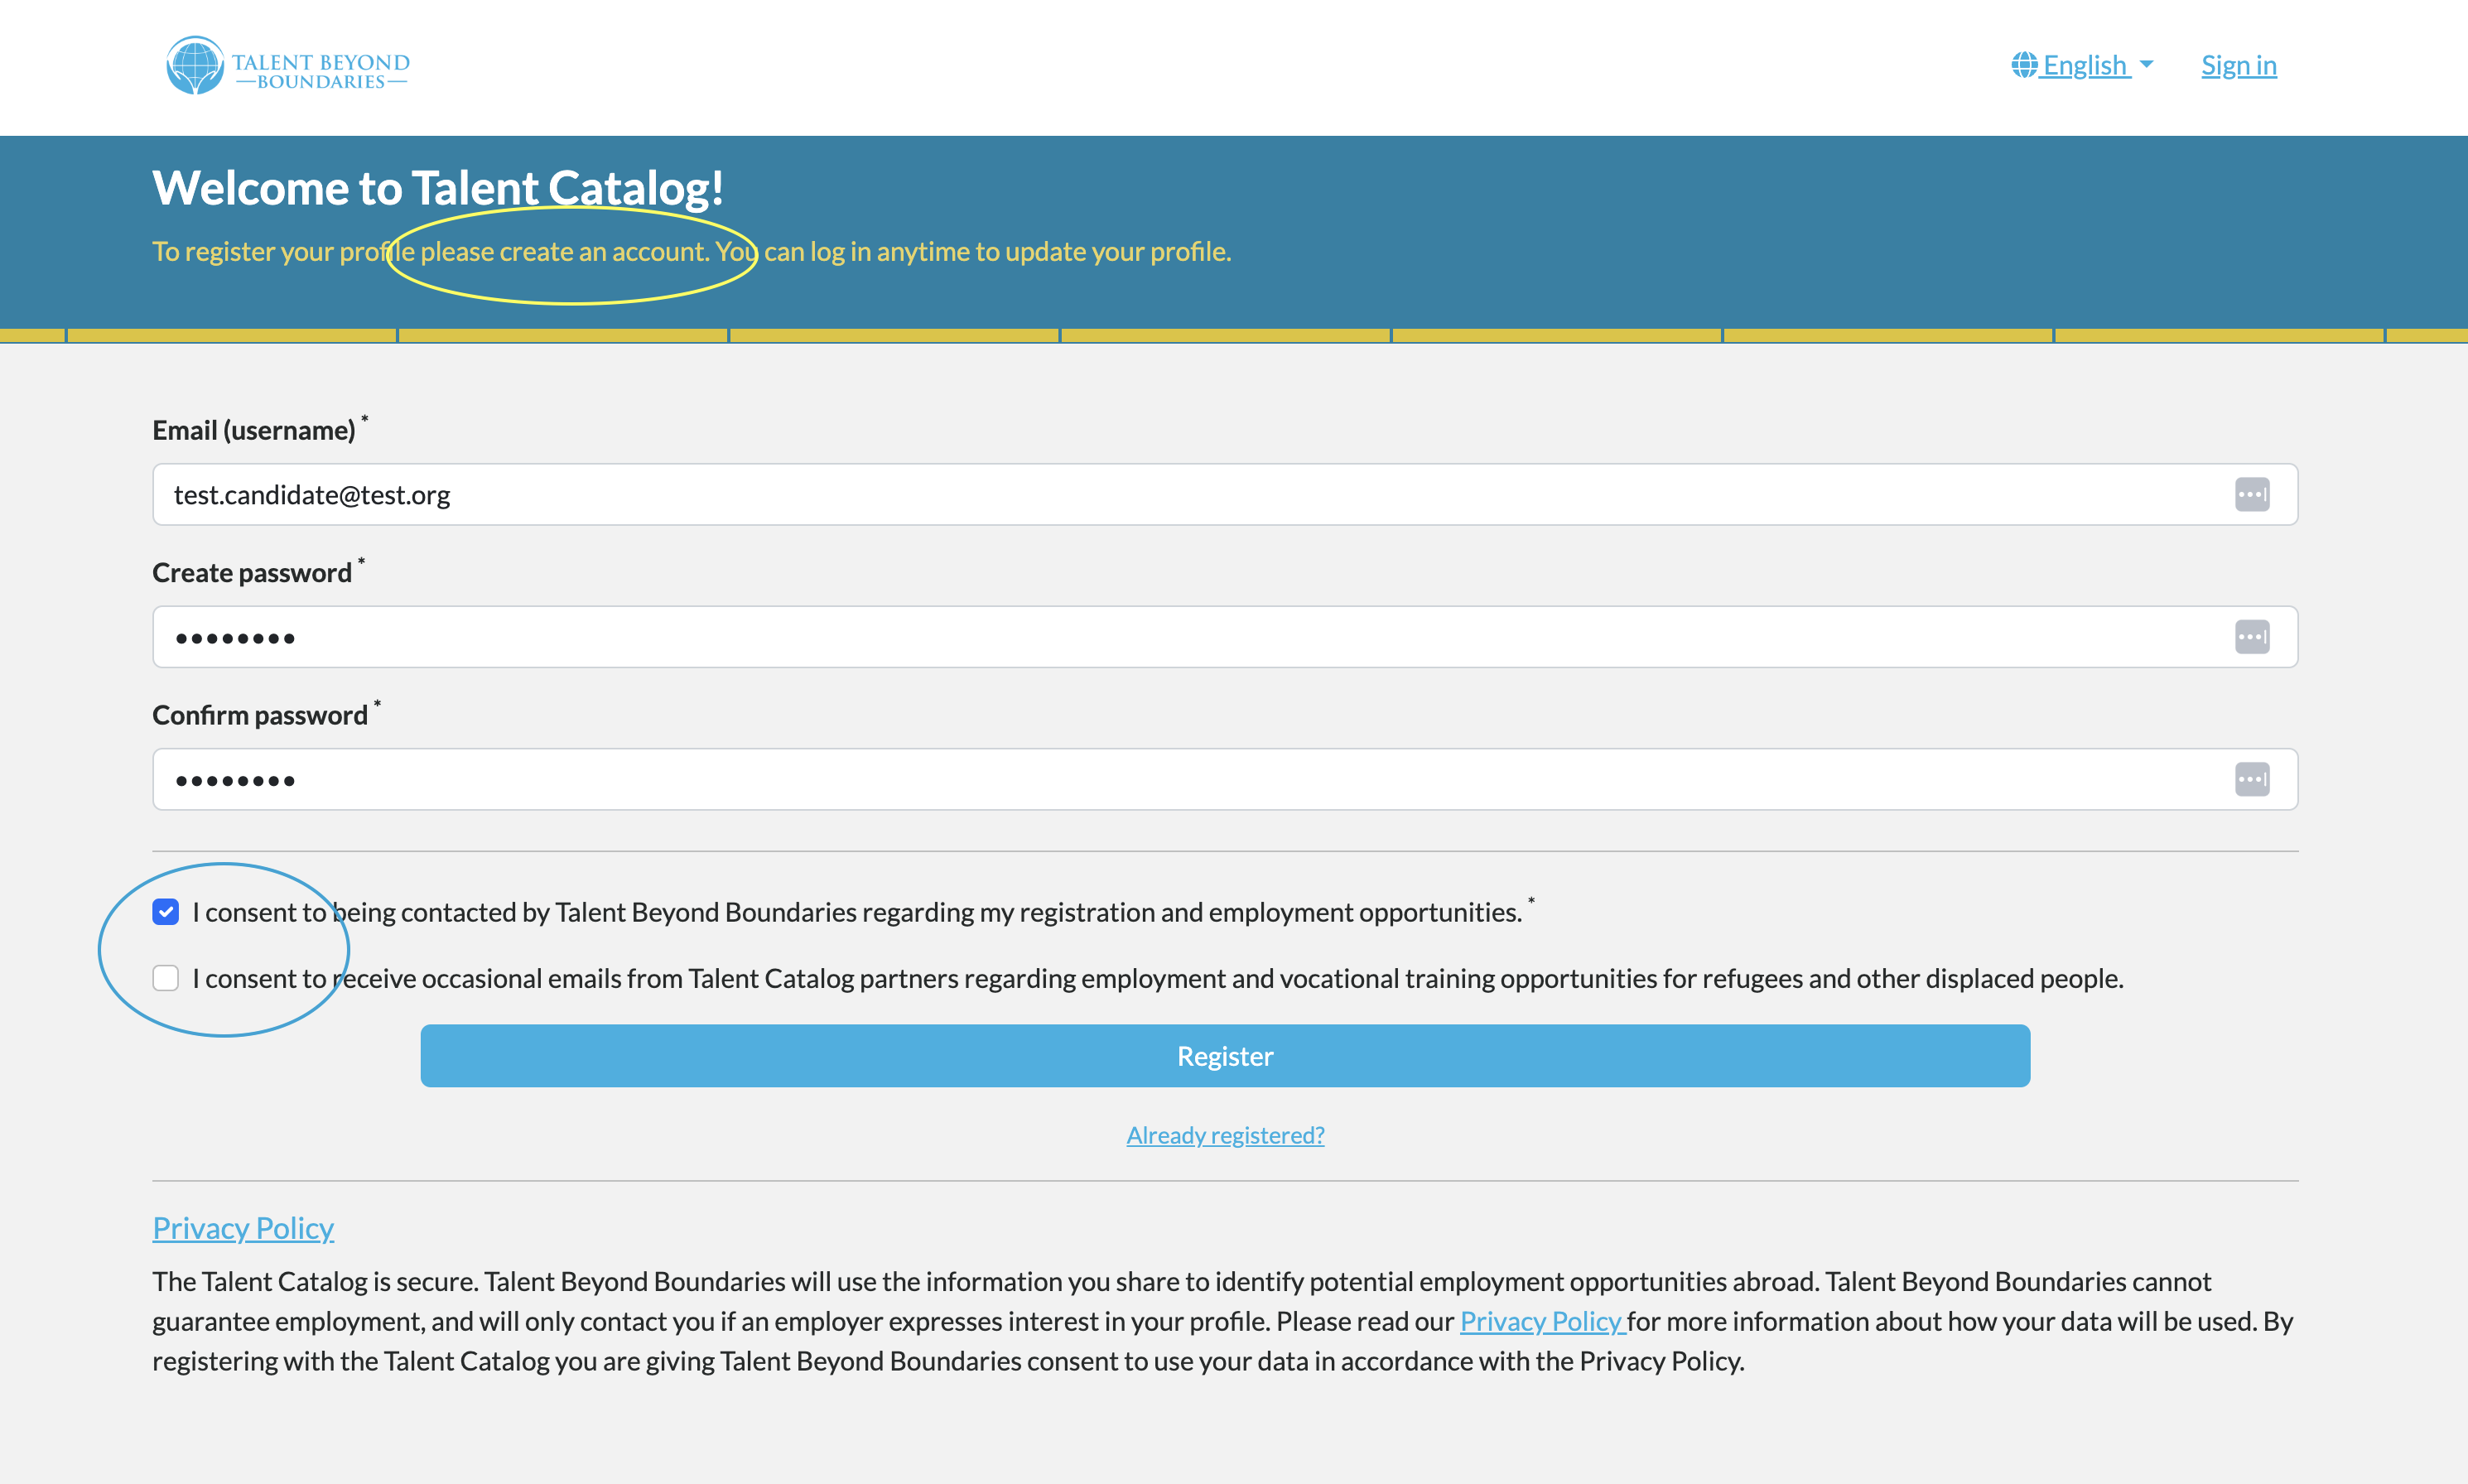 TALENT BEYOND
BOUNDARIES
English
Sign in
Welcome to Talent Catalog!
To register your profile please create an account. You can log in anytime to update your profile.
Email (username) *
test.candidate@test.org
Create password *
••••••••
Confirm password *
••••••••
I consent to being contacted by Talent Beyond Boundaries regarding my registration and employment opportunities. *
I consent to receive occasional emails from Talent Catalog partners regarding employment and vocational training opportunities for refugees and other displaced people.
Register
Already registered?
Privacy Policy
The Talent Catalog is secure. Talent Beyond Boundaries will use the information you share to identify potential employment opportunities abroad. Talent Beyond Boundaries cannot
guarantee employment, and will only contact you if an employer expresses interest in your profile. Please read our Privacy Policy for more information about how your data will be used. By
registering with the Talent Catalog you are giving Talent Beyond Boundaries consent to use your data in accordance with the Privacy Policy.